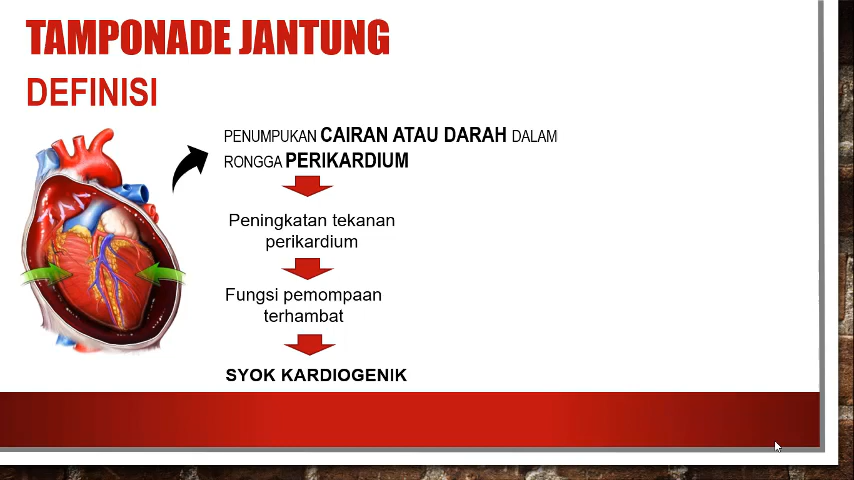 TAMPONADE JANTUNG
DEFINISI
PENUMPUKAN CAIRAN ATAU DARAH DALAM
RONGGA PERIKARDIUM
Peningkatan tekanan
perikardium
Fungsi pemompaan
terhambat
SYOK KARDIOGENIK